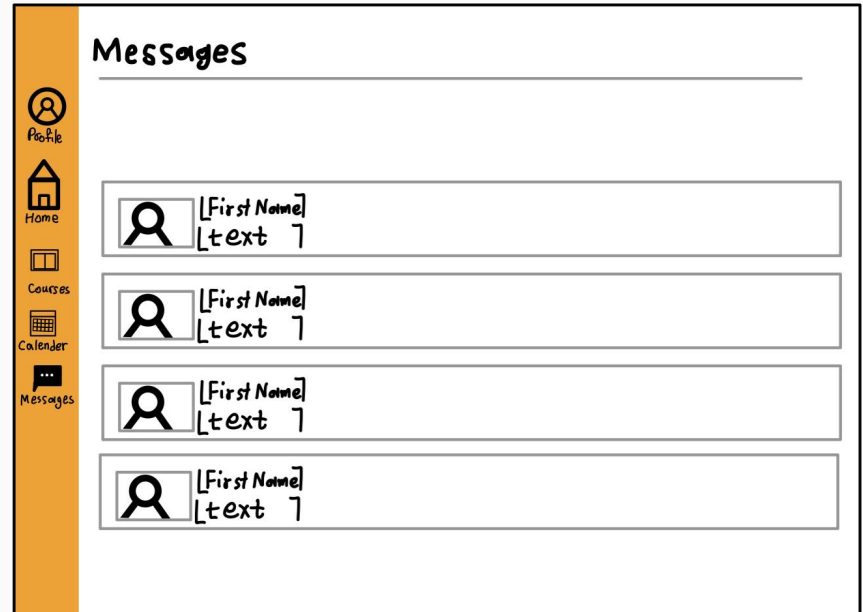 Messages
Profile
Home
Courses
Calender
Messages
[First Name]
[text ]
[First Name]
[text ]
[First Name]
[text ]
[First Name]
[text ]